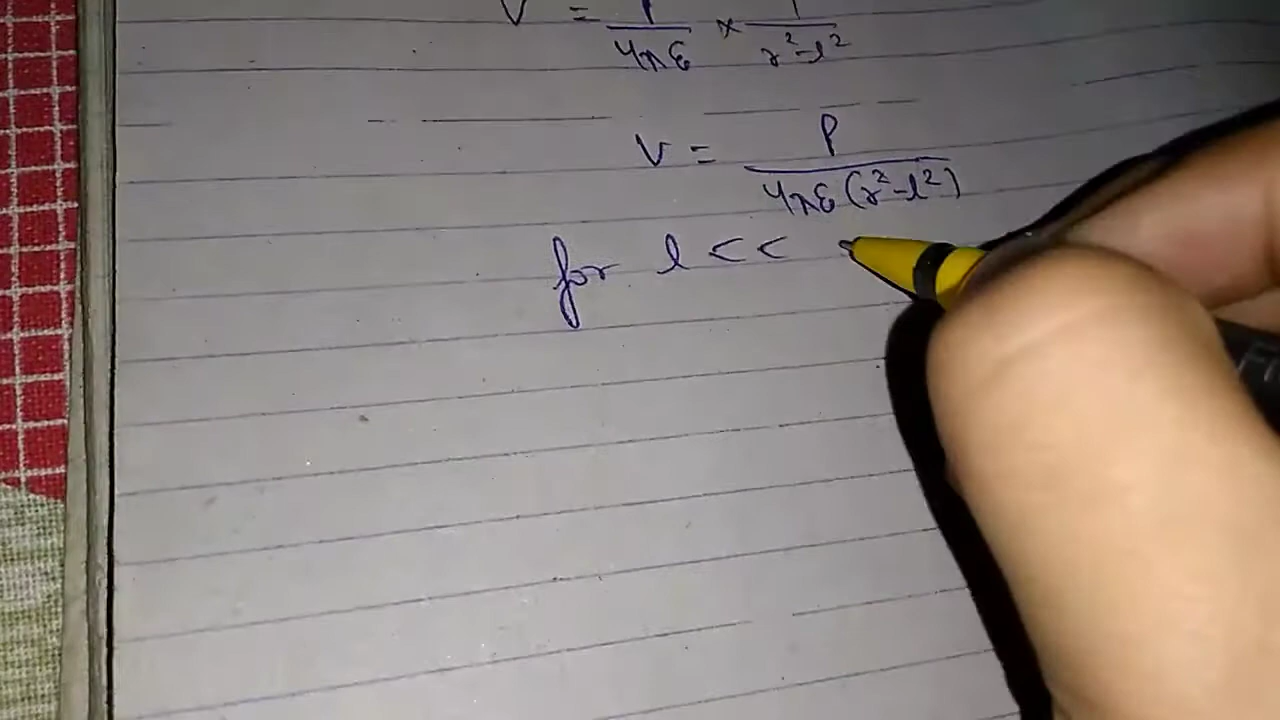 V = P/4πε × 1/r²-l²
V = P/4πε(r²-l²)
for l <<